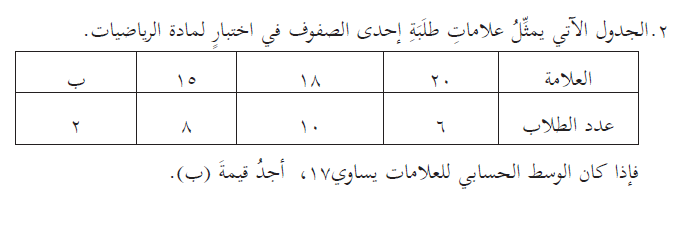 ٢. الجدول الآتي يمثِّلُ علاماتِ طلَبَةِ إحدى الصفوف في اختبارٍ لمادة الرياضيات.
العلامة ٢٠ ١٨ ١٥ ب
عدد الطلاب ٦ ١٠ ٨ ٢
فإذا كان الوسط الحسابي للعلامات يساوي١٧، أجدُ قيمةَ (ب).